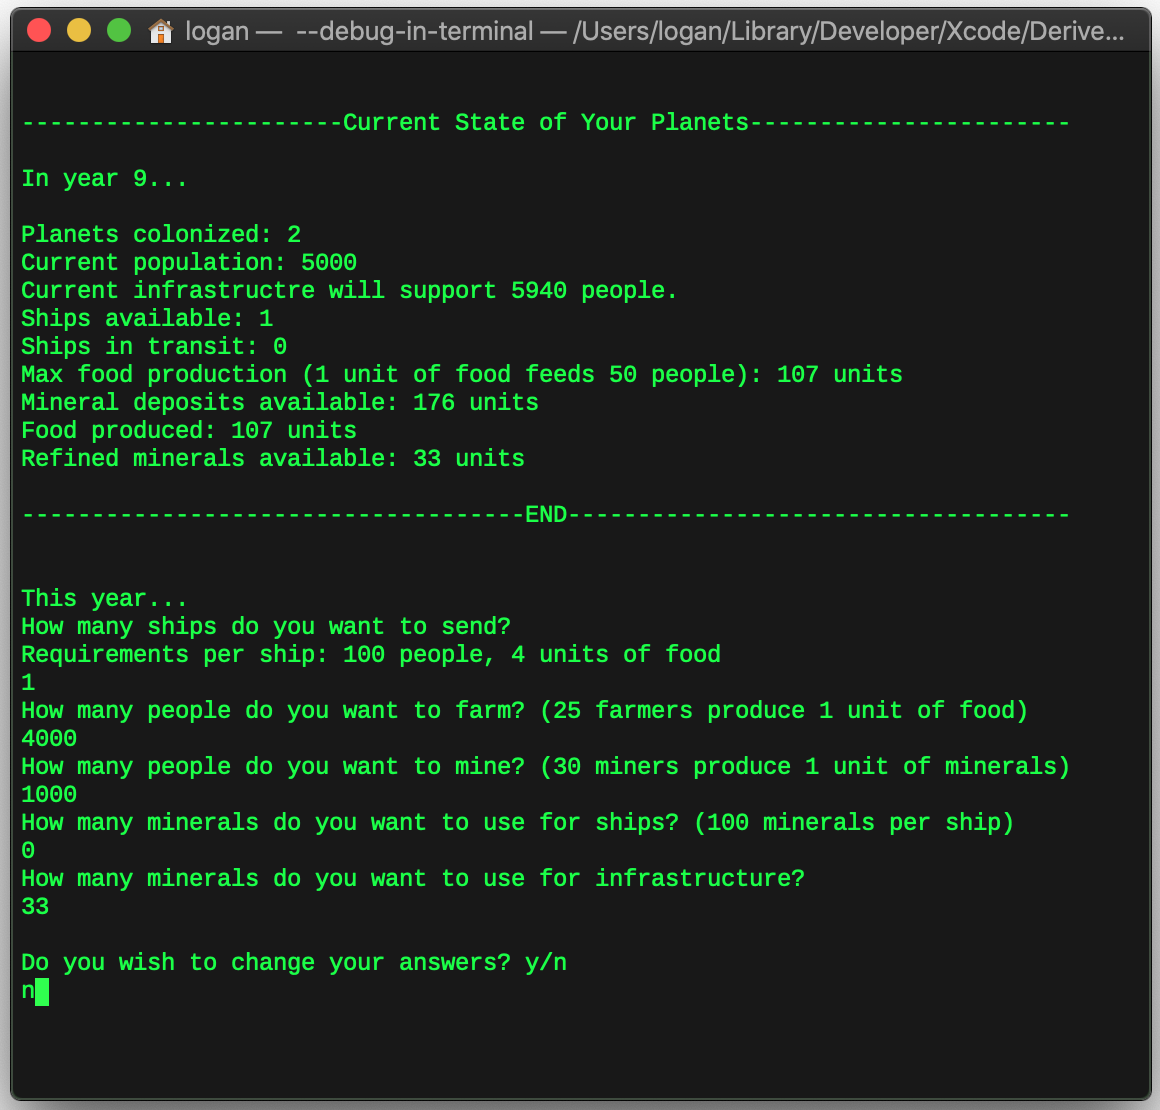 logan — --debug-in-terminal — /Users/logan/Library/Developer/Xcode/Derive...
-----------------------Current State of Your Planets-----------------------
In year 9...
Planets colonized: 2
Current population: 5000
Current infrastructre will support 5940 people.
Ships available: 1
Ships in transit: 0
Max food production (1 unit of food feeds 50 people): 107 units
Mineral deposits available: 176 units
Food produced: 107 units
Refined minerals available: 33 units
------------------------------------END------------------------------------
This year...
How many ships do you want to send?
Requirements per ship: 100 people, 4 units of food
1
How many people do you want to farm? (25 farmers produce 1 unit of food)
4000
How many people do you want to mine? (30 miners produce 1 unit of minerals)
1000
How many minerals do you want to use for ships? (100 minerals per ship)
0
How many minerals do you want to use for infrastructure?
33
Do you wish to change your answers? y/n
n